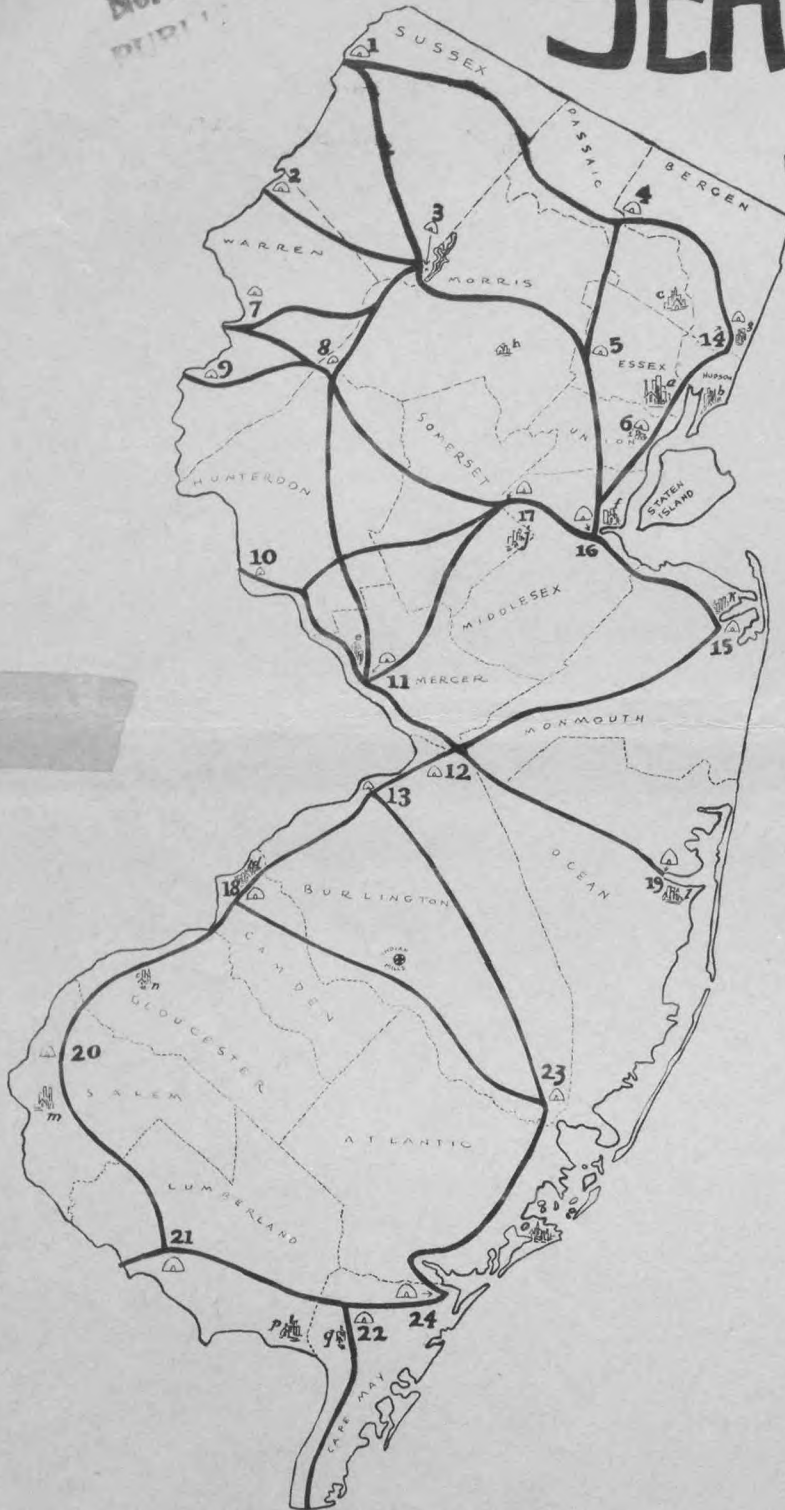 JER
PUBLI
1
SUSSEX
PASSAIC
BERGEN
2
3
4
WARREN
MORRIS
c
7
8
h
5
ESSEX
14
g
9
a
HUDSON
b
6
UNION
SOMERSET
HUNTERDON
STATEN
ISLAND
17
j
16
10
MIDDLESEX
k
15
11
MERCER
MONMOUTH
12
13
OCEAN
d
18
BURLINGTON
19
l
CAMDEN
INDIAN
MILLS
n
GLOUCESTER
20
23
m
SALEM
ATLANTIC
CUMBERLAND
21
24
p
q
22
CAPE MAY